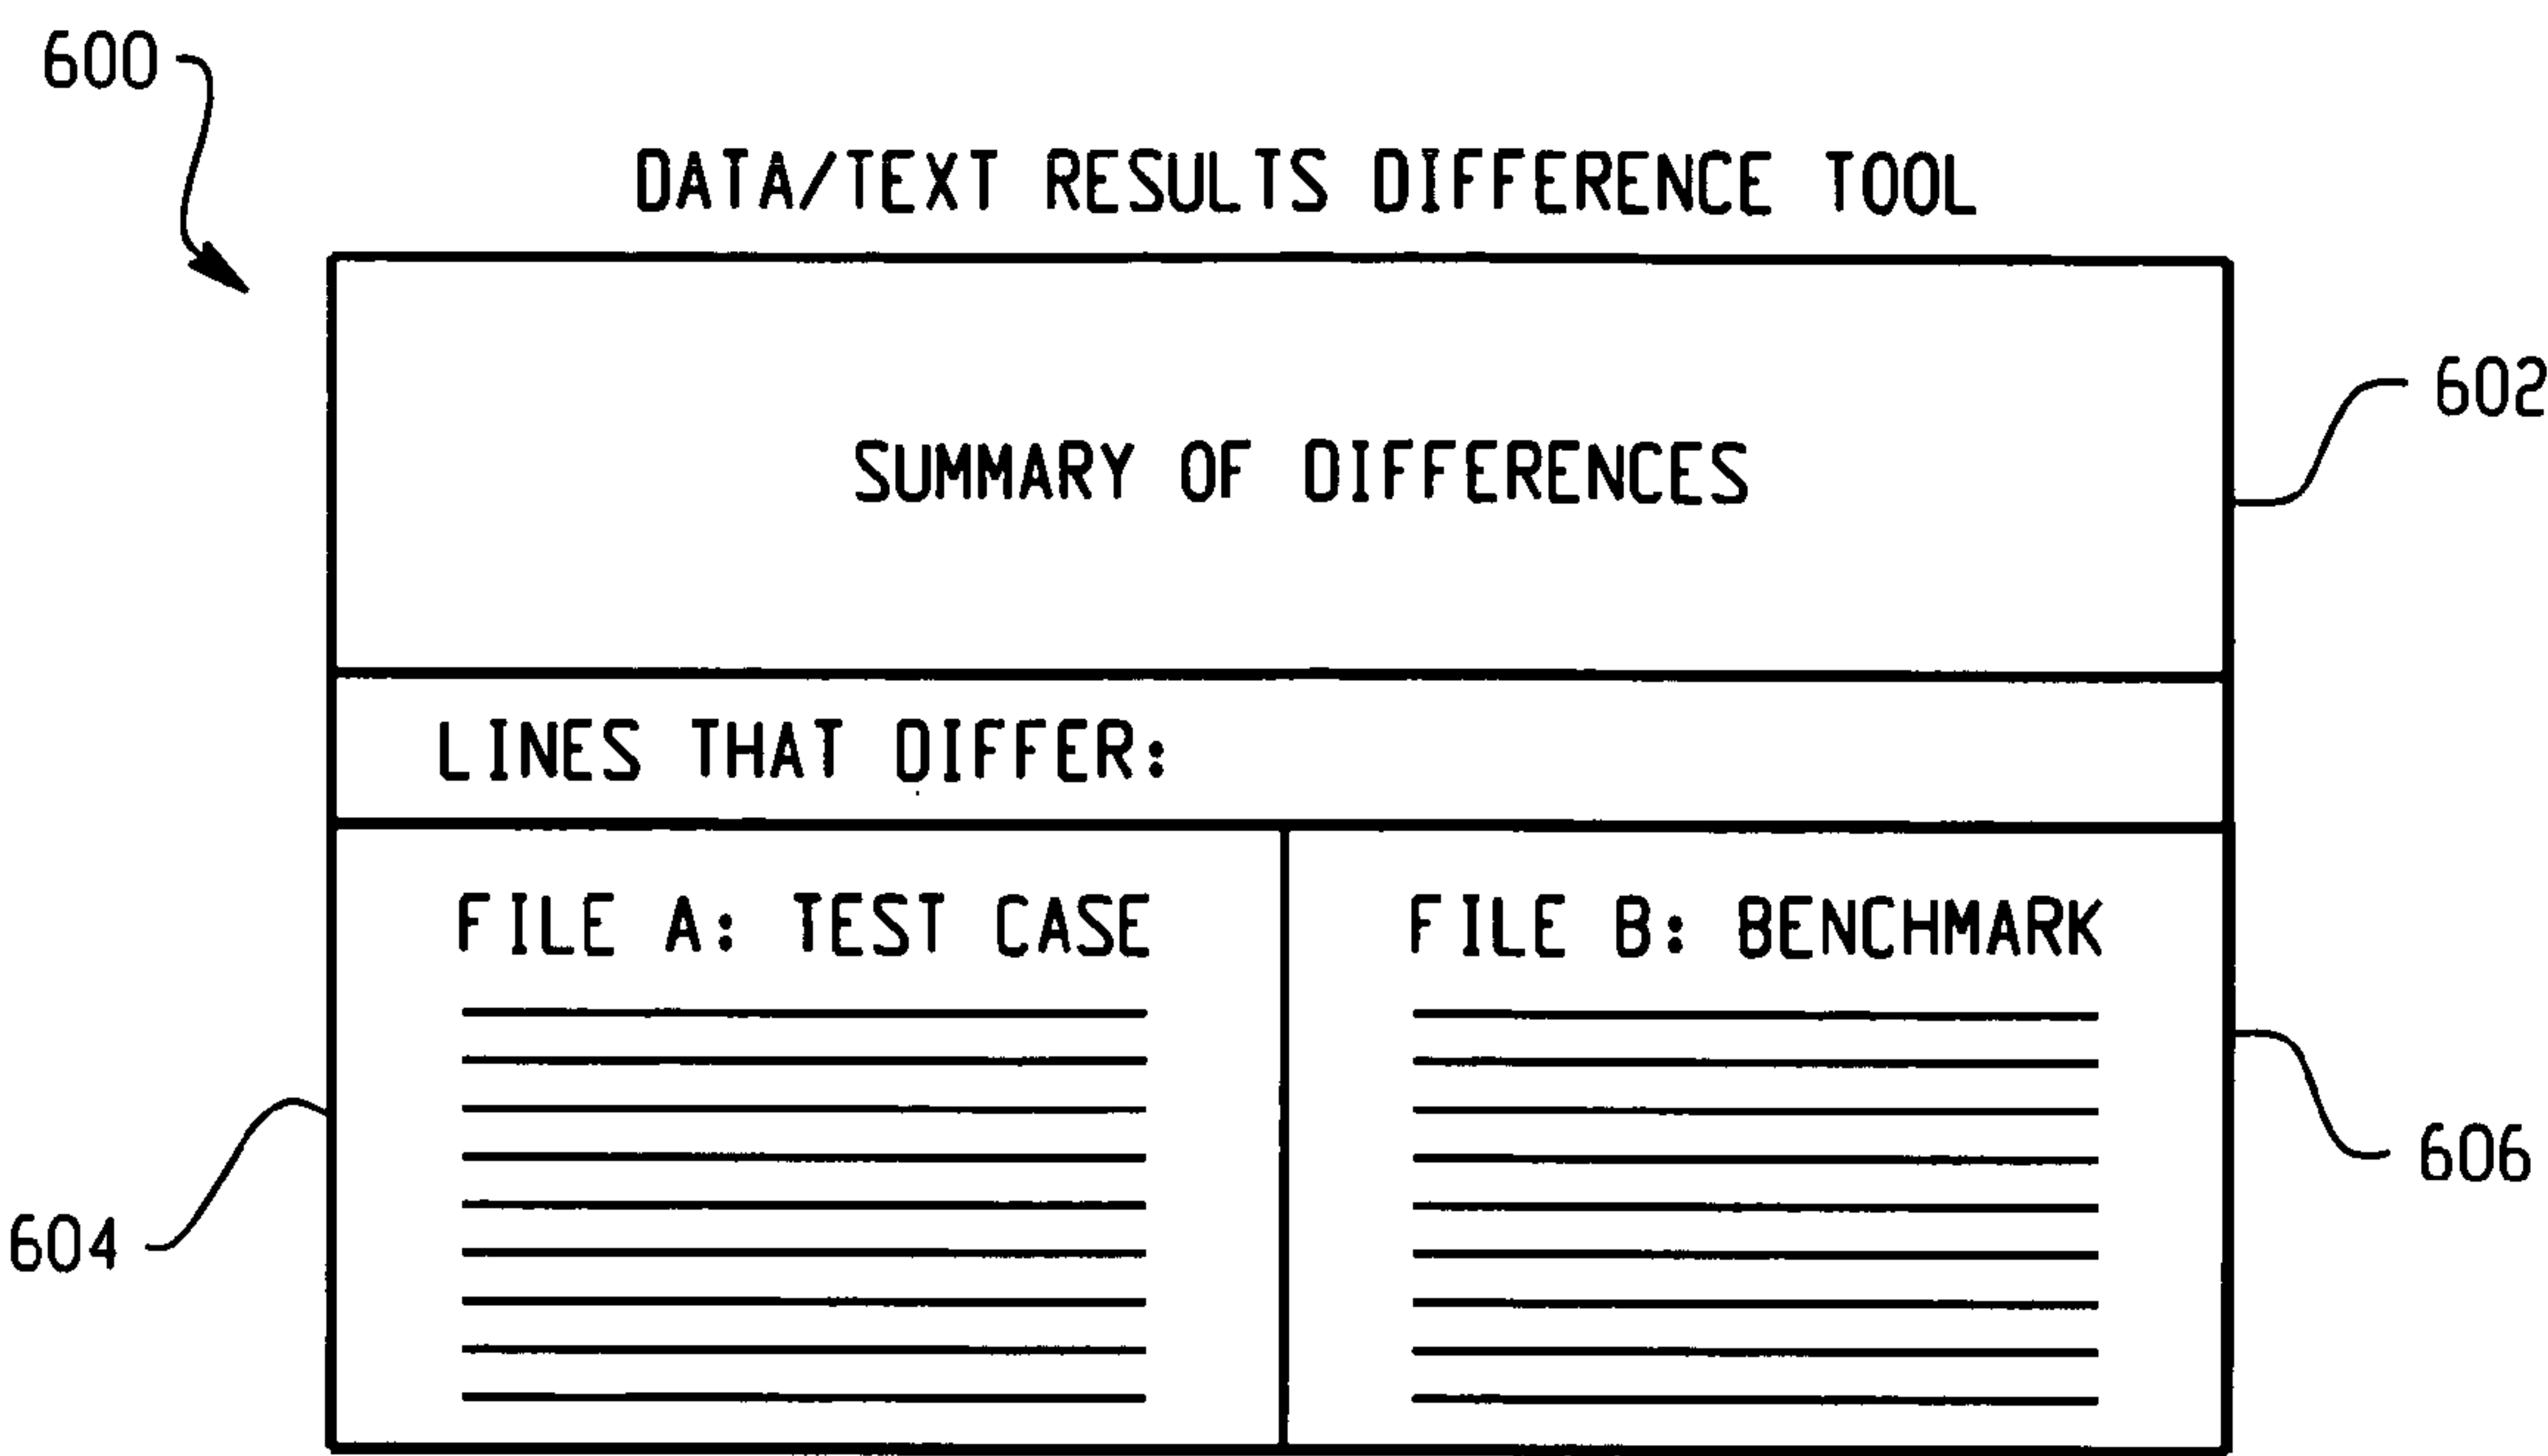 600
DATA/TEXT RESULTS DIFFERENCE TOOL
602
SUMMARY OF DIFFERENCES
LINES THAT DIFFER:
FILE A: TEST CASE
FILE B: BENCHMARK
604
606